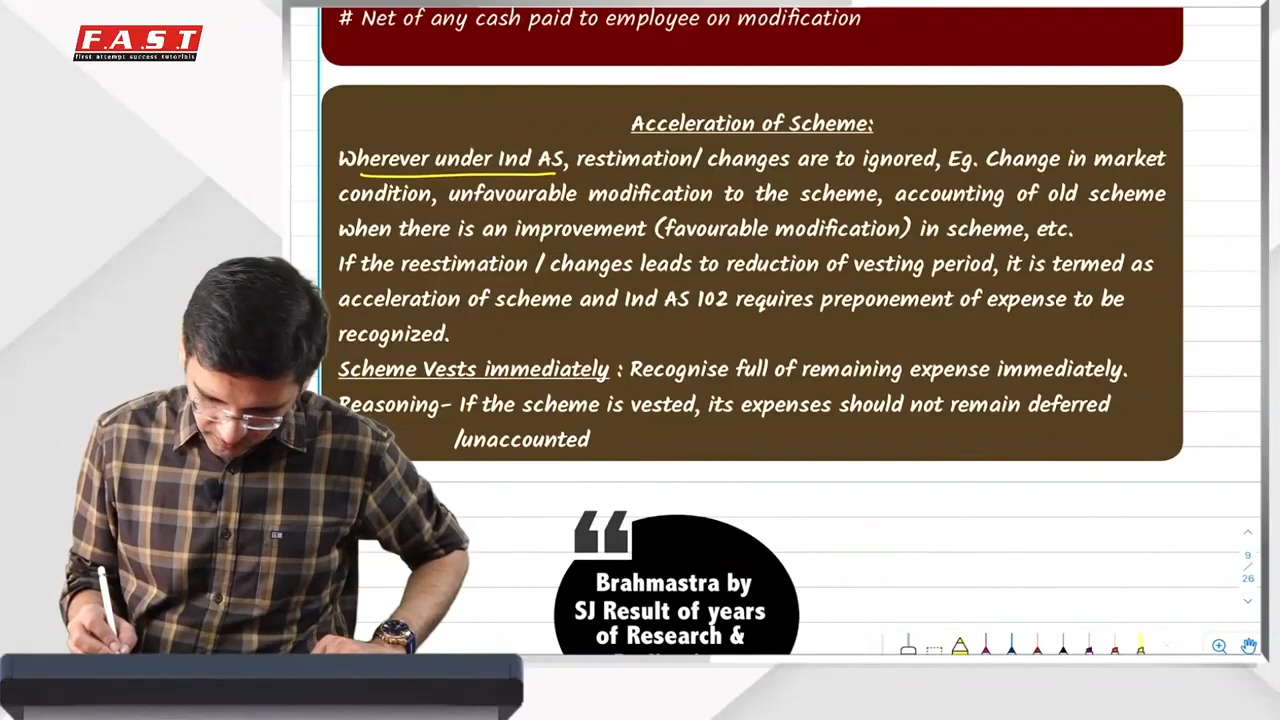 # Net of any cash paid to employee on modification
F.A.S.T
first attempt success tutorials
Acceleration of Scheme:
Wherever under Ind AS, restimation/ changes are to ignored, Eg. Change in market
condition, unfavourable modification to the scheme, accounting of old scheme
when there is an improvement (favourable modification) in scheme, etc.
If the reestimation / changes leads to reduction of vesting period, it is termed as
acceleration of scheme and Ind AS 102 requires preponement of expense to be
recognized.
Scheme Vests immediately : Recognise full of remaining expense immediately.
Reasoning- If the scheme is vested, its expenses should not remain deferred
/unaccounted
Brahmastra by
SJ Result of years
of Research &
9
/
26